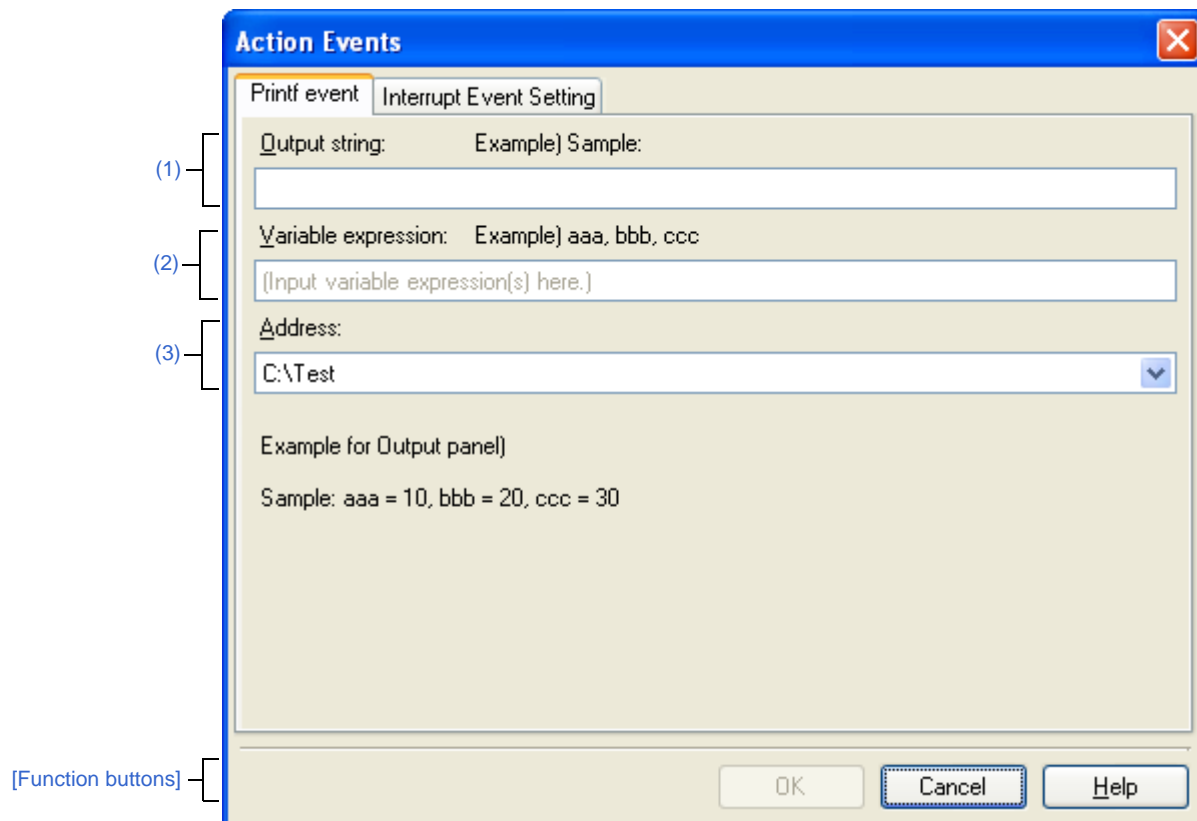 Action Events
Printf event Interrupt Event Setting
(1)
Output string: Example) Sample:
(2)
Variable expression: Example) aaa, bbb, ccc
(Input variable expression(s) here.)
(3)
Address:
C:\Test
Example for Output panel)
Sample: aaa = 10, bbb = 20, ccc = 30
[Function buttons]
OK Cancel Help